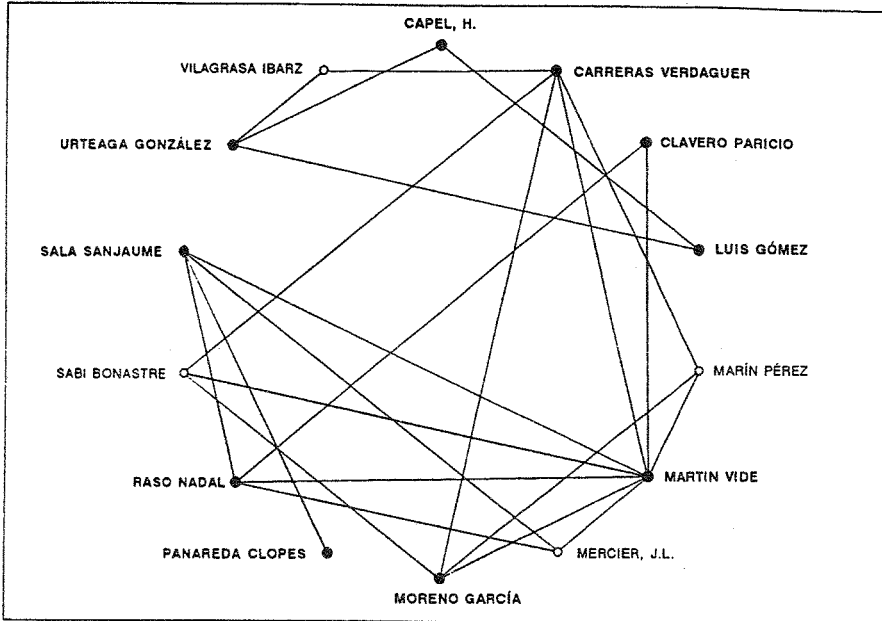 CAPEL, H.
VILAGRASA IBARZ
CARRERAS VERDAGUER
URTEAGA GONZÁLEZ
CLAVERO PARICIO
SALA SANJAUME
LUIS GÓMEZ
SABI BONASTRE
MARÍN PÉREZ
RASO NADAL
MARTIN VIDE
PANAREDA CLOPES
MERCIER, J.L.
MORENO GARCÍA